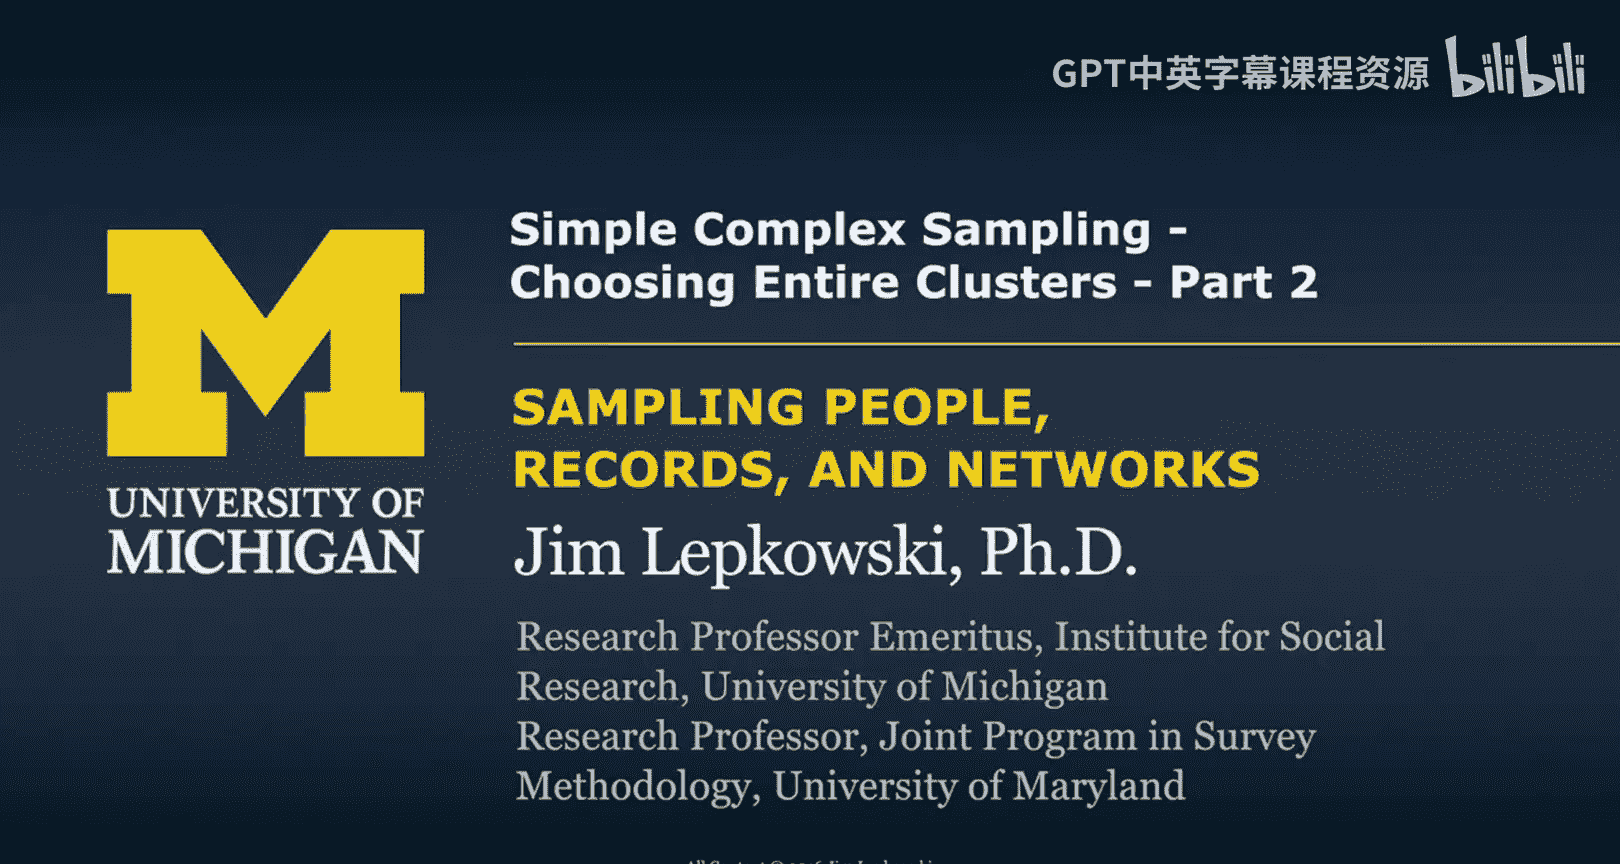 GPT中英字幕课程资源 bilibili
Simple Complex Sampling -
Choosing Entire Clusters - Part 2
SAMPLING PEOPLE,
RECORDS, AND NETWORKS
Jim Lepkowski, Ph.D.
Research Professor Emeritus, Institute for Social
Research, University of Michigan
Research Professor, Joint Program in Survey
Methodology, University of Maryland
M
UNIVERSITY OF
MICHIGAN